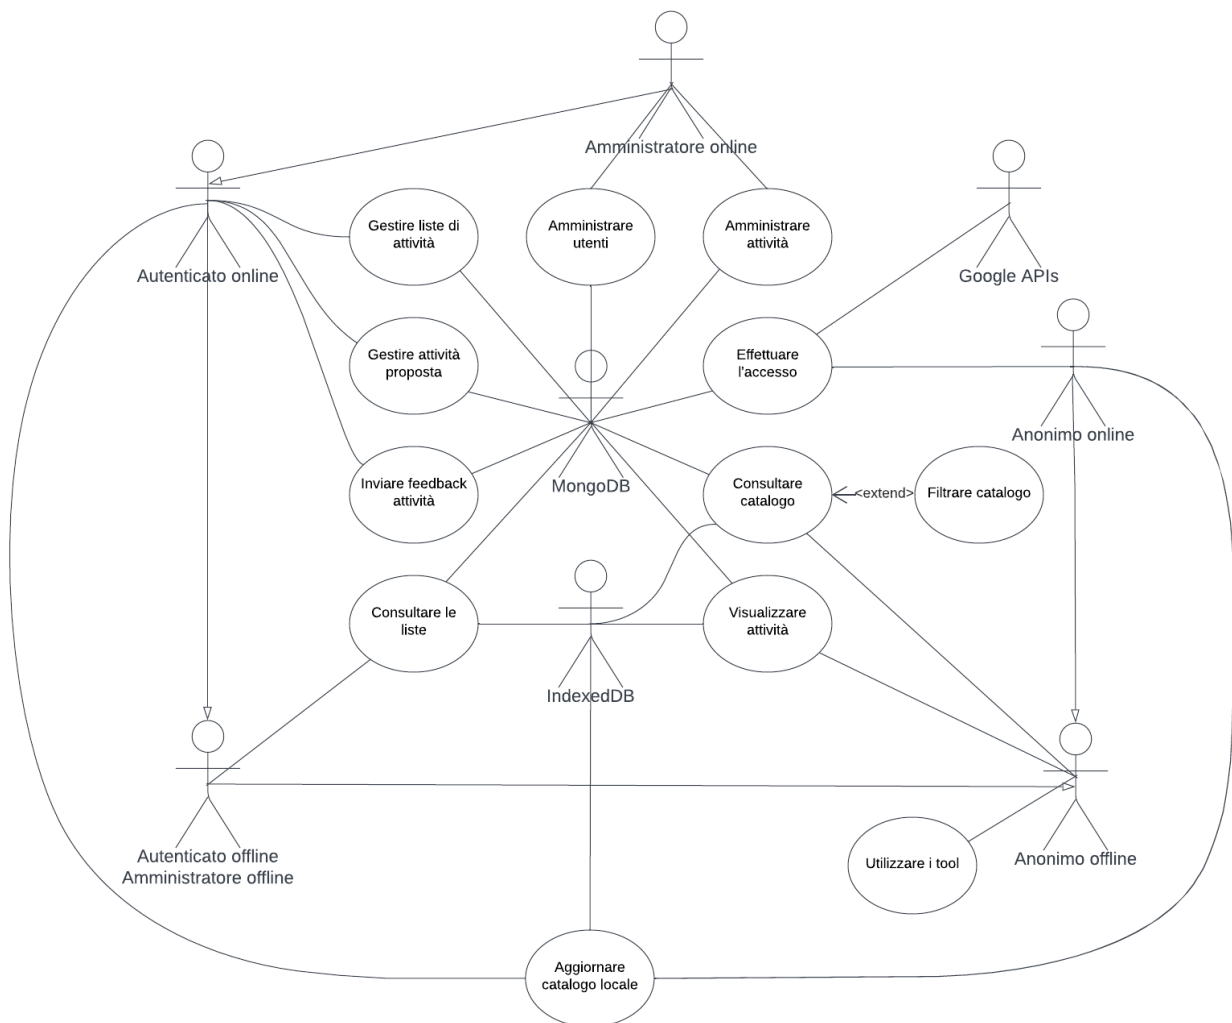 Amministratore online
Autenticato online
Gestire liste di
attività
Amministrare
utenti
Amministrare
attività
Google APIs
Gestire attività
proposta
Effettuare
l'accesso
Anonimo online
Inviare feedback
attività
MongoDB
Consultare
catalogo
<extend>
Filtrare catalogo
Consultare le
liste
IndexedDB
Visualizzare
attività
Autenticato offline
Amministratore offline
Utilizzare i tool
Anonimo offline
Aggiornare
catalogo locale